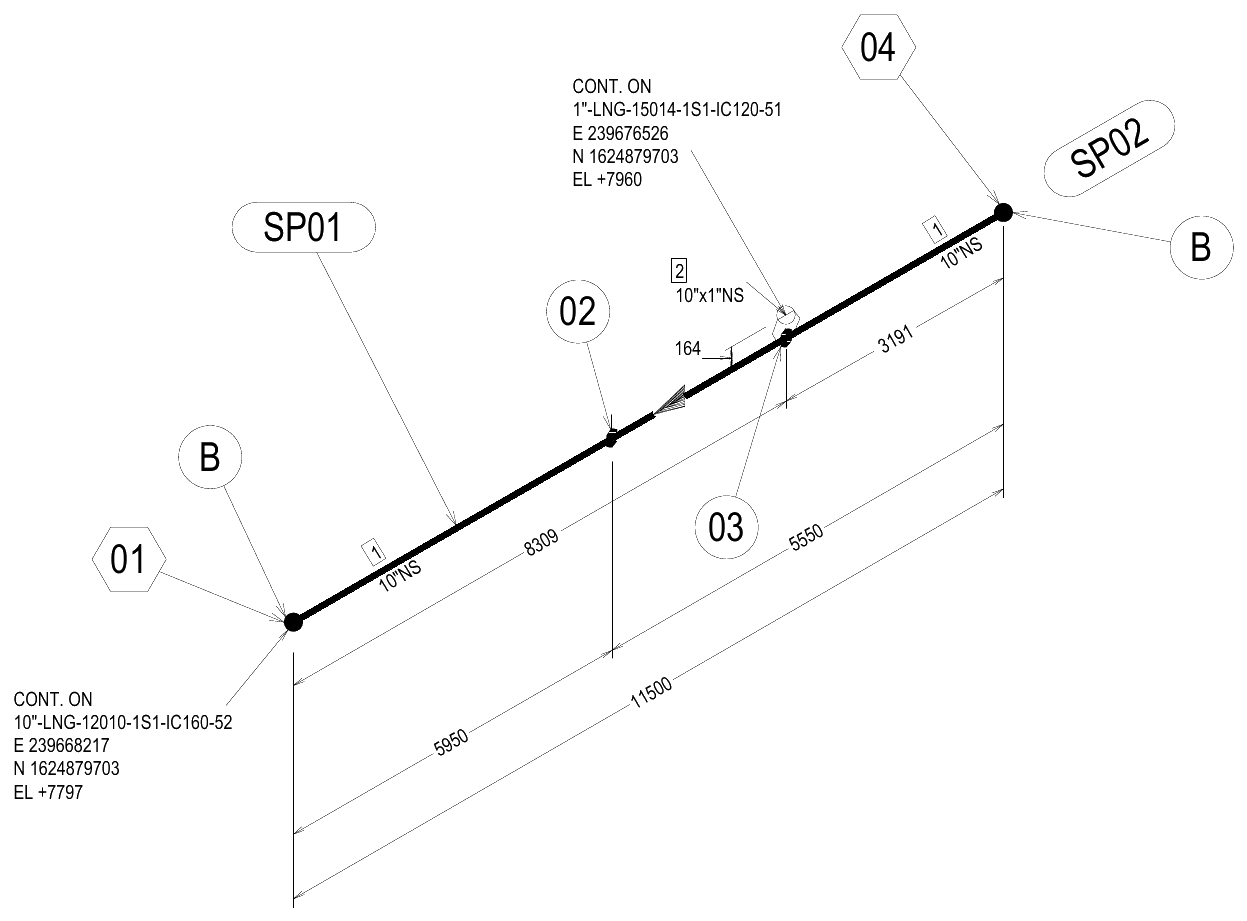 04
CONT. ON
1"-LNG-15014-1S1-IC120-51
E 239676526
N 1624879703
EL +7960
SP02
SP01
1
10"NS
B
2
10"x1"NS
02
164
3191
B
03
8309
5550
01
1
10"NS
CONT. ON
10"-LNG-12010-1S1-IC160-52
E 239668217
N 1624879703
EL +7797
11500
5950